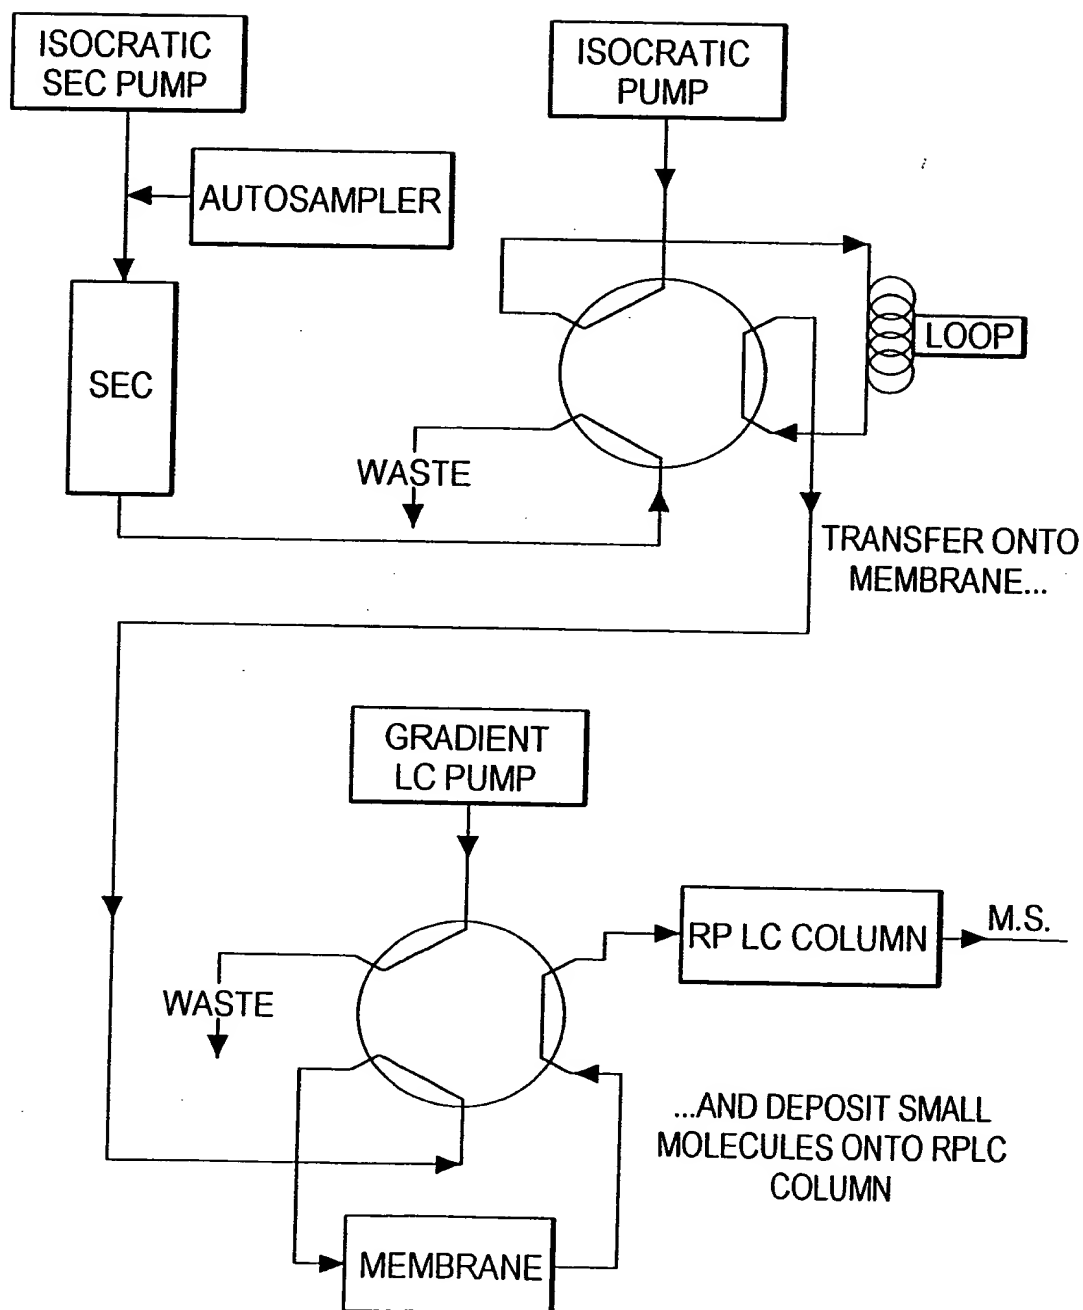 ISOCRATIC
SEC PUMP
ISOCRATIC
PUMP
AUTOSAMPLER
SEC
LOOP
WASTE
TRANSFER ONTO
MEMBRANE...
GRADIENT
LC PUMP
RP LC COLUMN
M.S.
WASTE
...AND DEPOSIT SMALL
MOLECULES ONTO RPLC
COLUMN
MEMBRANE